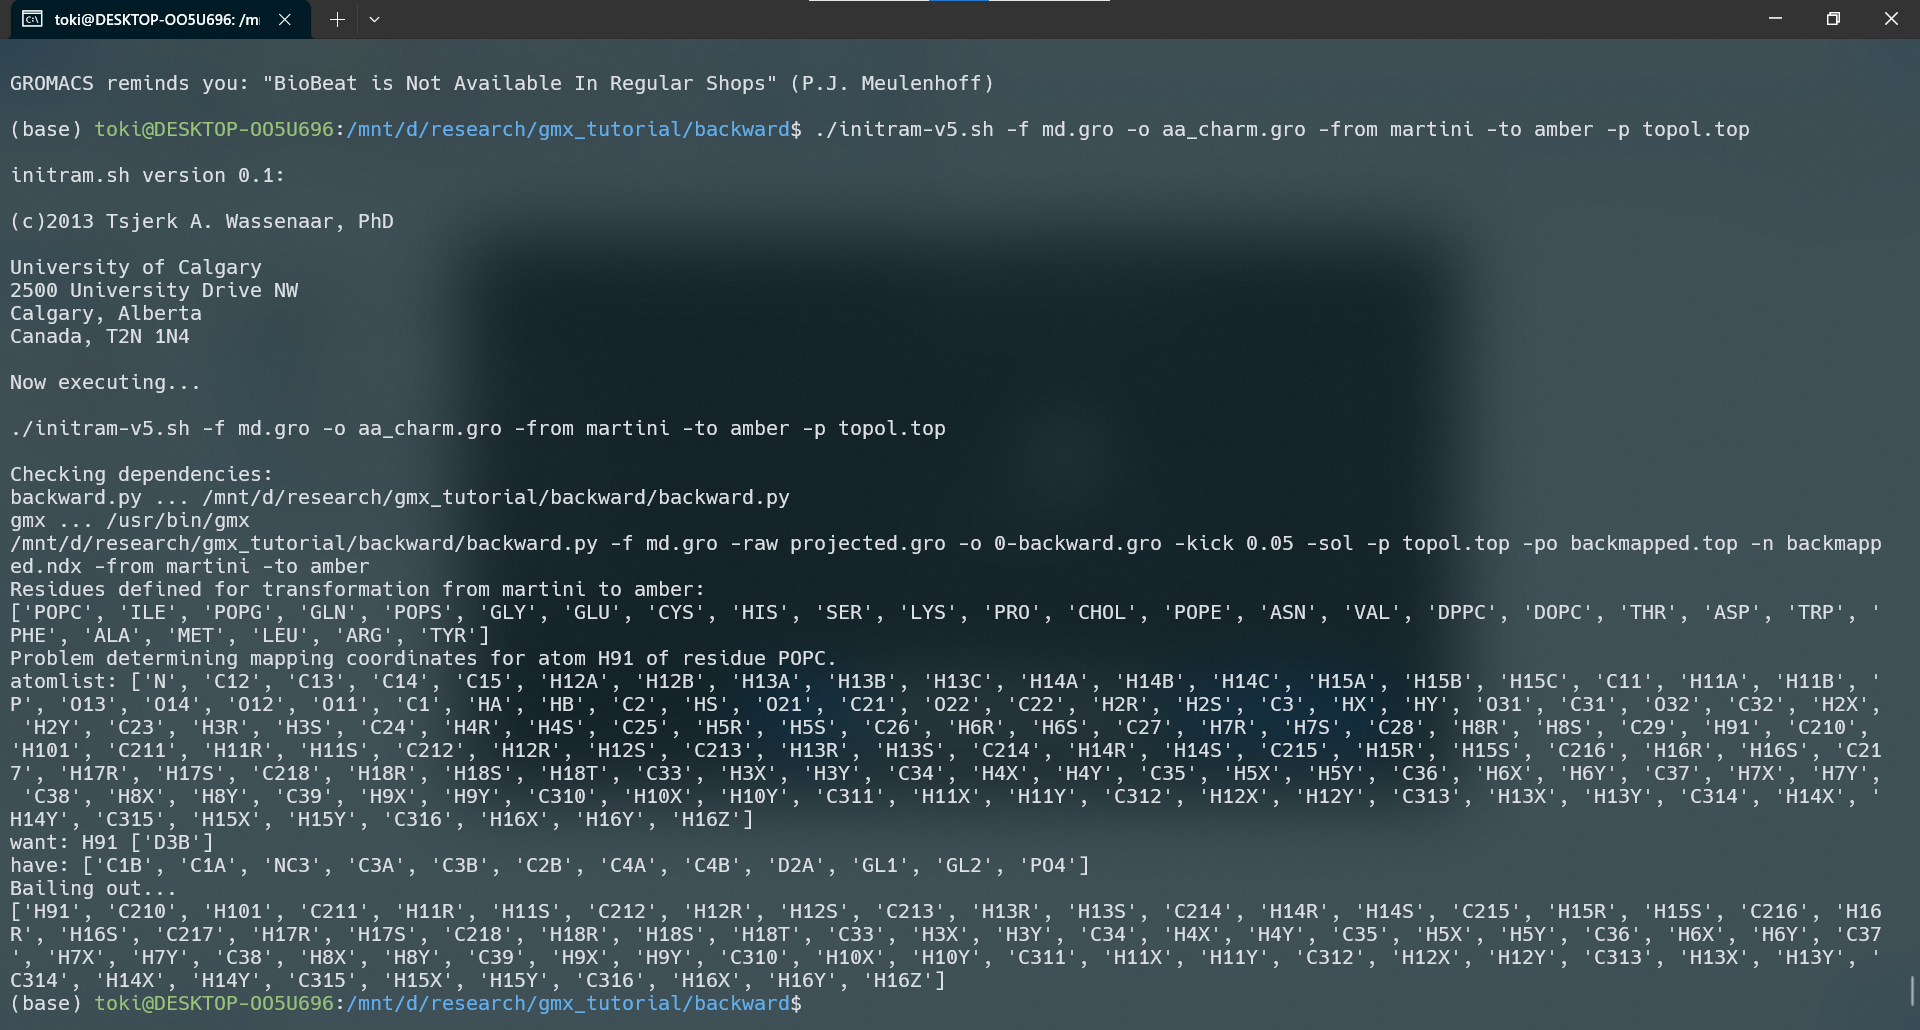 toki@DESKTOP-OO5U696: /m
GROMACS reminds you: "BioBeat is Not Available In Regular Shops" (P.J. Meulenhoff)
(base) toki@DESKTOP-OO5U696:/mnt/d/research/gmx_tutorial/backward$ ./initram-v5.sh -f md.gro -o aa_charm.gro -from martini -to amber -p topol.top
initram.sh version 0.1:
(c)2013 Tsjerk A. Wassenaar, PhD
University of Calgary
2500 University Drive NW
Calgary, Alberta
Canada, T2N 1N4
Now executing...
./initram-v5.sh -f md.gro -o aa_charm.gro -from martini -to amber -p topol.top
Checking dependencies:
backward.py ... /mnt/d/research/gmx_tutorial/backward/backward.py
gmx ... /usr/bin/gmx
/mnt/d/research/gmx_tutorial/backward/backward.py -f md.gro -raw projected.gro -o 0-backward.gro -kick 0.05 -sol -p topol.top -po backmapped.top -n backmapp
ed.ndx -from martini -to amber
Residues defined for transformation from martini to amber:
['POPC', 'ILE', 'POPG', 'GLN', 'POPS', 'GLY', 'GLU', 'CYS', 'HIS', 'SER', 'LYS', 'PRO', 'CHOL', 'POPE', 'ASN', 'VAL', 'DPPC', 'DOPC', 'THR', 'ASP', 'TRP', '
PHE', 'ALA', 'MET', 'LEU', 'ARG', 'TYR']
Problem determining mapping coordinates for atom H91 of residue POPC.
atomlist: ['N', 'C12', 'C13', 'C14', 'C15', 'H12A', 'H12B', 'H13A', 'H13B', 'H13C', 'H14A', 'H14B', 'H14C', 'H15A', 'H15B', 'H15C', 'C11', 'H11A', 'H11B', '
P', 'O13', 'O14', 'O12', 'O11', 'C1', 'HA', 'HB', 'C2', 'HS', 'O21', 'C21', 'O22', 'C22', 'H2R', 'H2S', 'C3', 'HX', 'HY', 'O31', 'C31', 'O32', 'C32', 'H2X',
'H2Y', 'C23', 'H3R', 'H3S', 'C24', 'H4R', 'H4S', 'C25', 'H5R', 'H5S', 'C26', 'H6R', 'H6S', 'C27', 'H7R', 'H7S', 'C28', 'H8R', 'H8S', 'C29', 'H91', 'C210',
'H101', 'C211', 'H11R', 'H11S', 'C212', 'H12R', 'H12S', 'C213', 'H13R', 'H13S', 'C214', 'H14R', 'H14S', 'C215', 'H15R', 'H15S', 'C216', 'H16R', 'H16S', 'C21
7', 'H17R', 'H17S', 'C218', 'H18R', 'H18S', 'H18T', 'C33', 'H3X', 'H3Y', 'C34', 'H4X', 'H4Y', 'C35', 'H5X', 'H5Y', 'C36', 'H6X', 'H6Y', 'C37', 'H7X', 'H7Y',
'C38', 'H8X', 'H8Y', 'C39', 'H9X', 'H9Y', 'C310', 'H10X', 'H10Y', 'C311', 'H11X', 'H11Y', 'C312', 'H12X', 'H12Y', 'C313', 'H13X', 'H13Y', 'C314', 'H14X', '
H14Y', 'C315', 'H15X', 'H15Y', 'C316', 'H16X', 'H16Y', 'H16Z']
want: H91 ['D3B']
have: ['C1B', 'C1A', 'NC3', 'C3A', 'C3B', 'C2B', 'C4A', 'C4B', 'D2A', 'GL1', 'GL2', 'PO4']
Bailing out...
['H91', 'C210', 'H101', 'C211', 'H11R', 'H11S', 'C212', 'H12R', 'H12S', 'C213', 'H13R', 'H13S', 'C214', 'H14R', 'H14S', 'C215', 'H15R', 'H15S', 'C216', 'H16
R', 'H16S', 'C217', 'H17R', 'H17S', 'C218', 'H18R', 'H18S', 'H18T', 'C33', 'H3X', 'H3Y', 'C34', 'H4X', 'H4Y', 'C35', 'H5X', 'H5Y', 'C36', 'H6X', 'H6Y', 'C37
', 'H7X', 'H7Y', 'C38', 'H8X', 'H8Y', 'C39', 'H9X', 'H9Y', 'C310', 'H10X', 'H10Y', 'C311', 'H11X', 'H11Y', 'C312', 'H12X', 'H12Y', 'C313', 'H13X', 'H13Y', '
C314', 'H14X', 'H14Y', 'C315', 'H15X', 'H15Y', 'C316', 'H16X', 'H16Y', 'H16Z']
(base) toki@DESKTOP-OO5U696:/mnt/d/research/gmx_tutorial/backward$